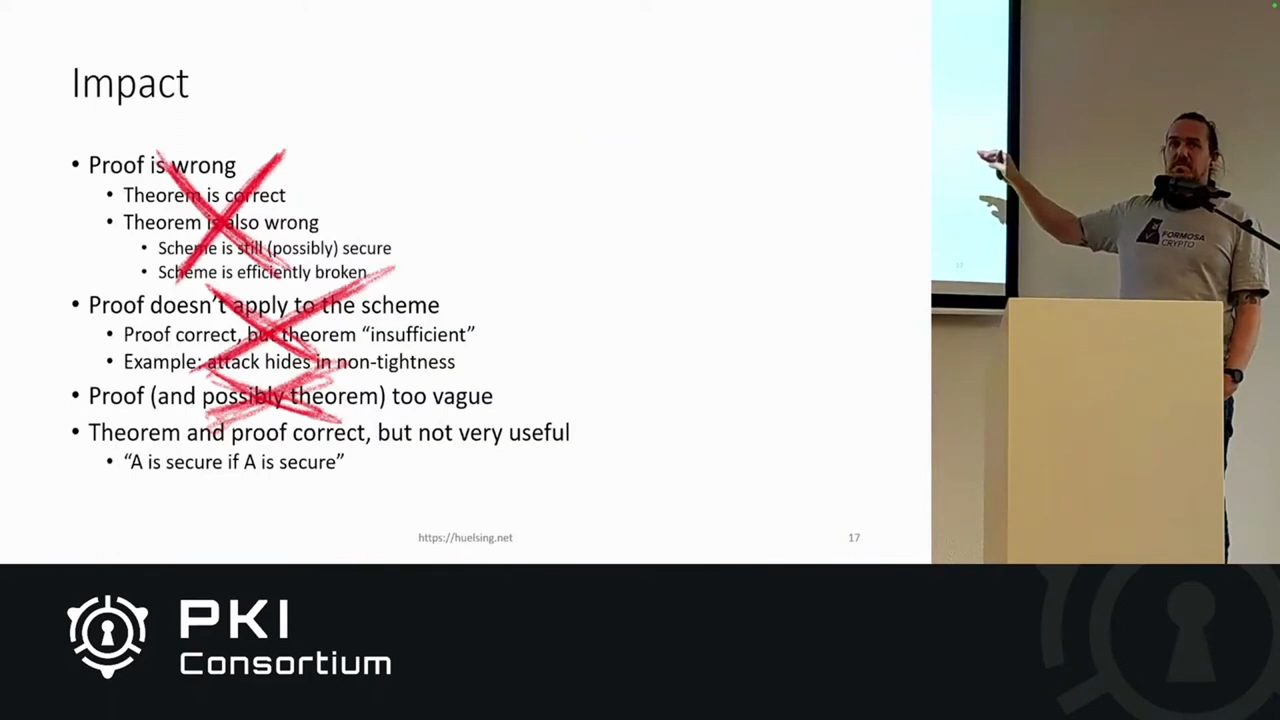 Impact
• Proof is wrong
• Theorem is correct
• Theorem is also wrong
• Scheme is still (possibly) secure
• Scheme is efficiently broken
• Proof doesn't apply to the scheme
• Proof correct, but theorem “insufficient”
• Example: attack hides in non-tightness
• Proof (and possibly theorem) too vague
• Theorem and proof correct, but not very useful
• “A is secure if A is secure”
https://huelsing.net
17
17
FORMOSA
CRYPTO
PKI
Consortium